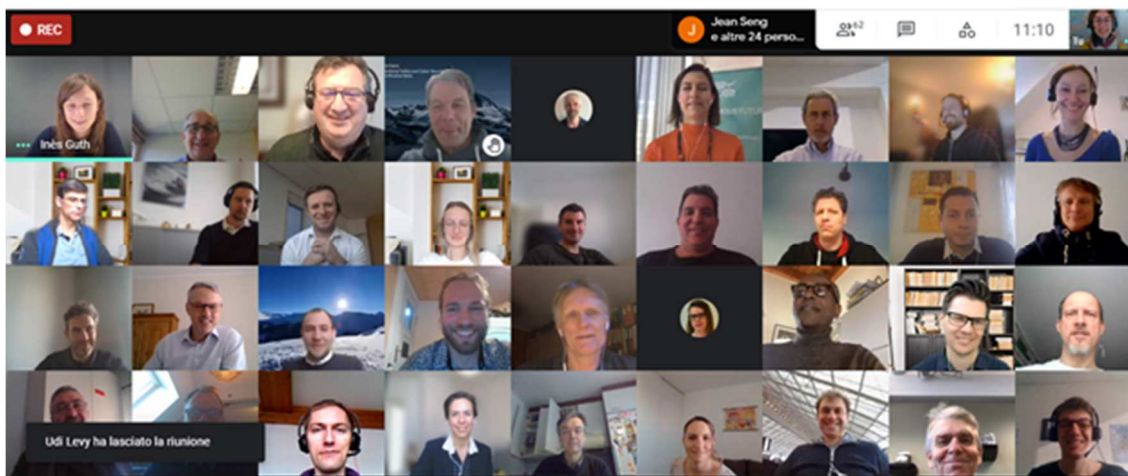 REC
Jean Seng
e altre 24 perso...
62
11:10
J
Inès Guth
Udi Levy ha lasciato la riunione